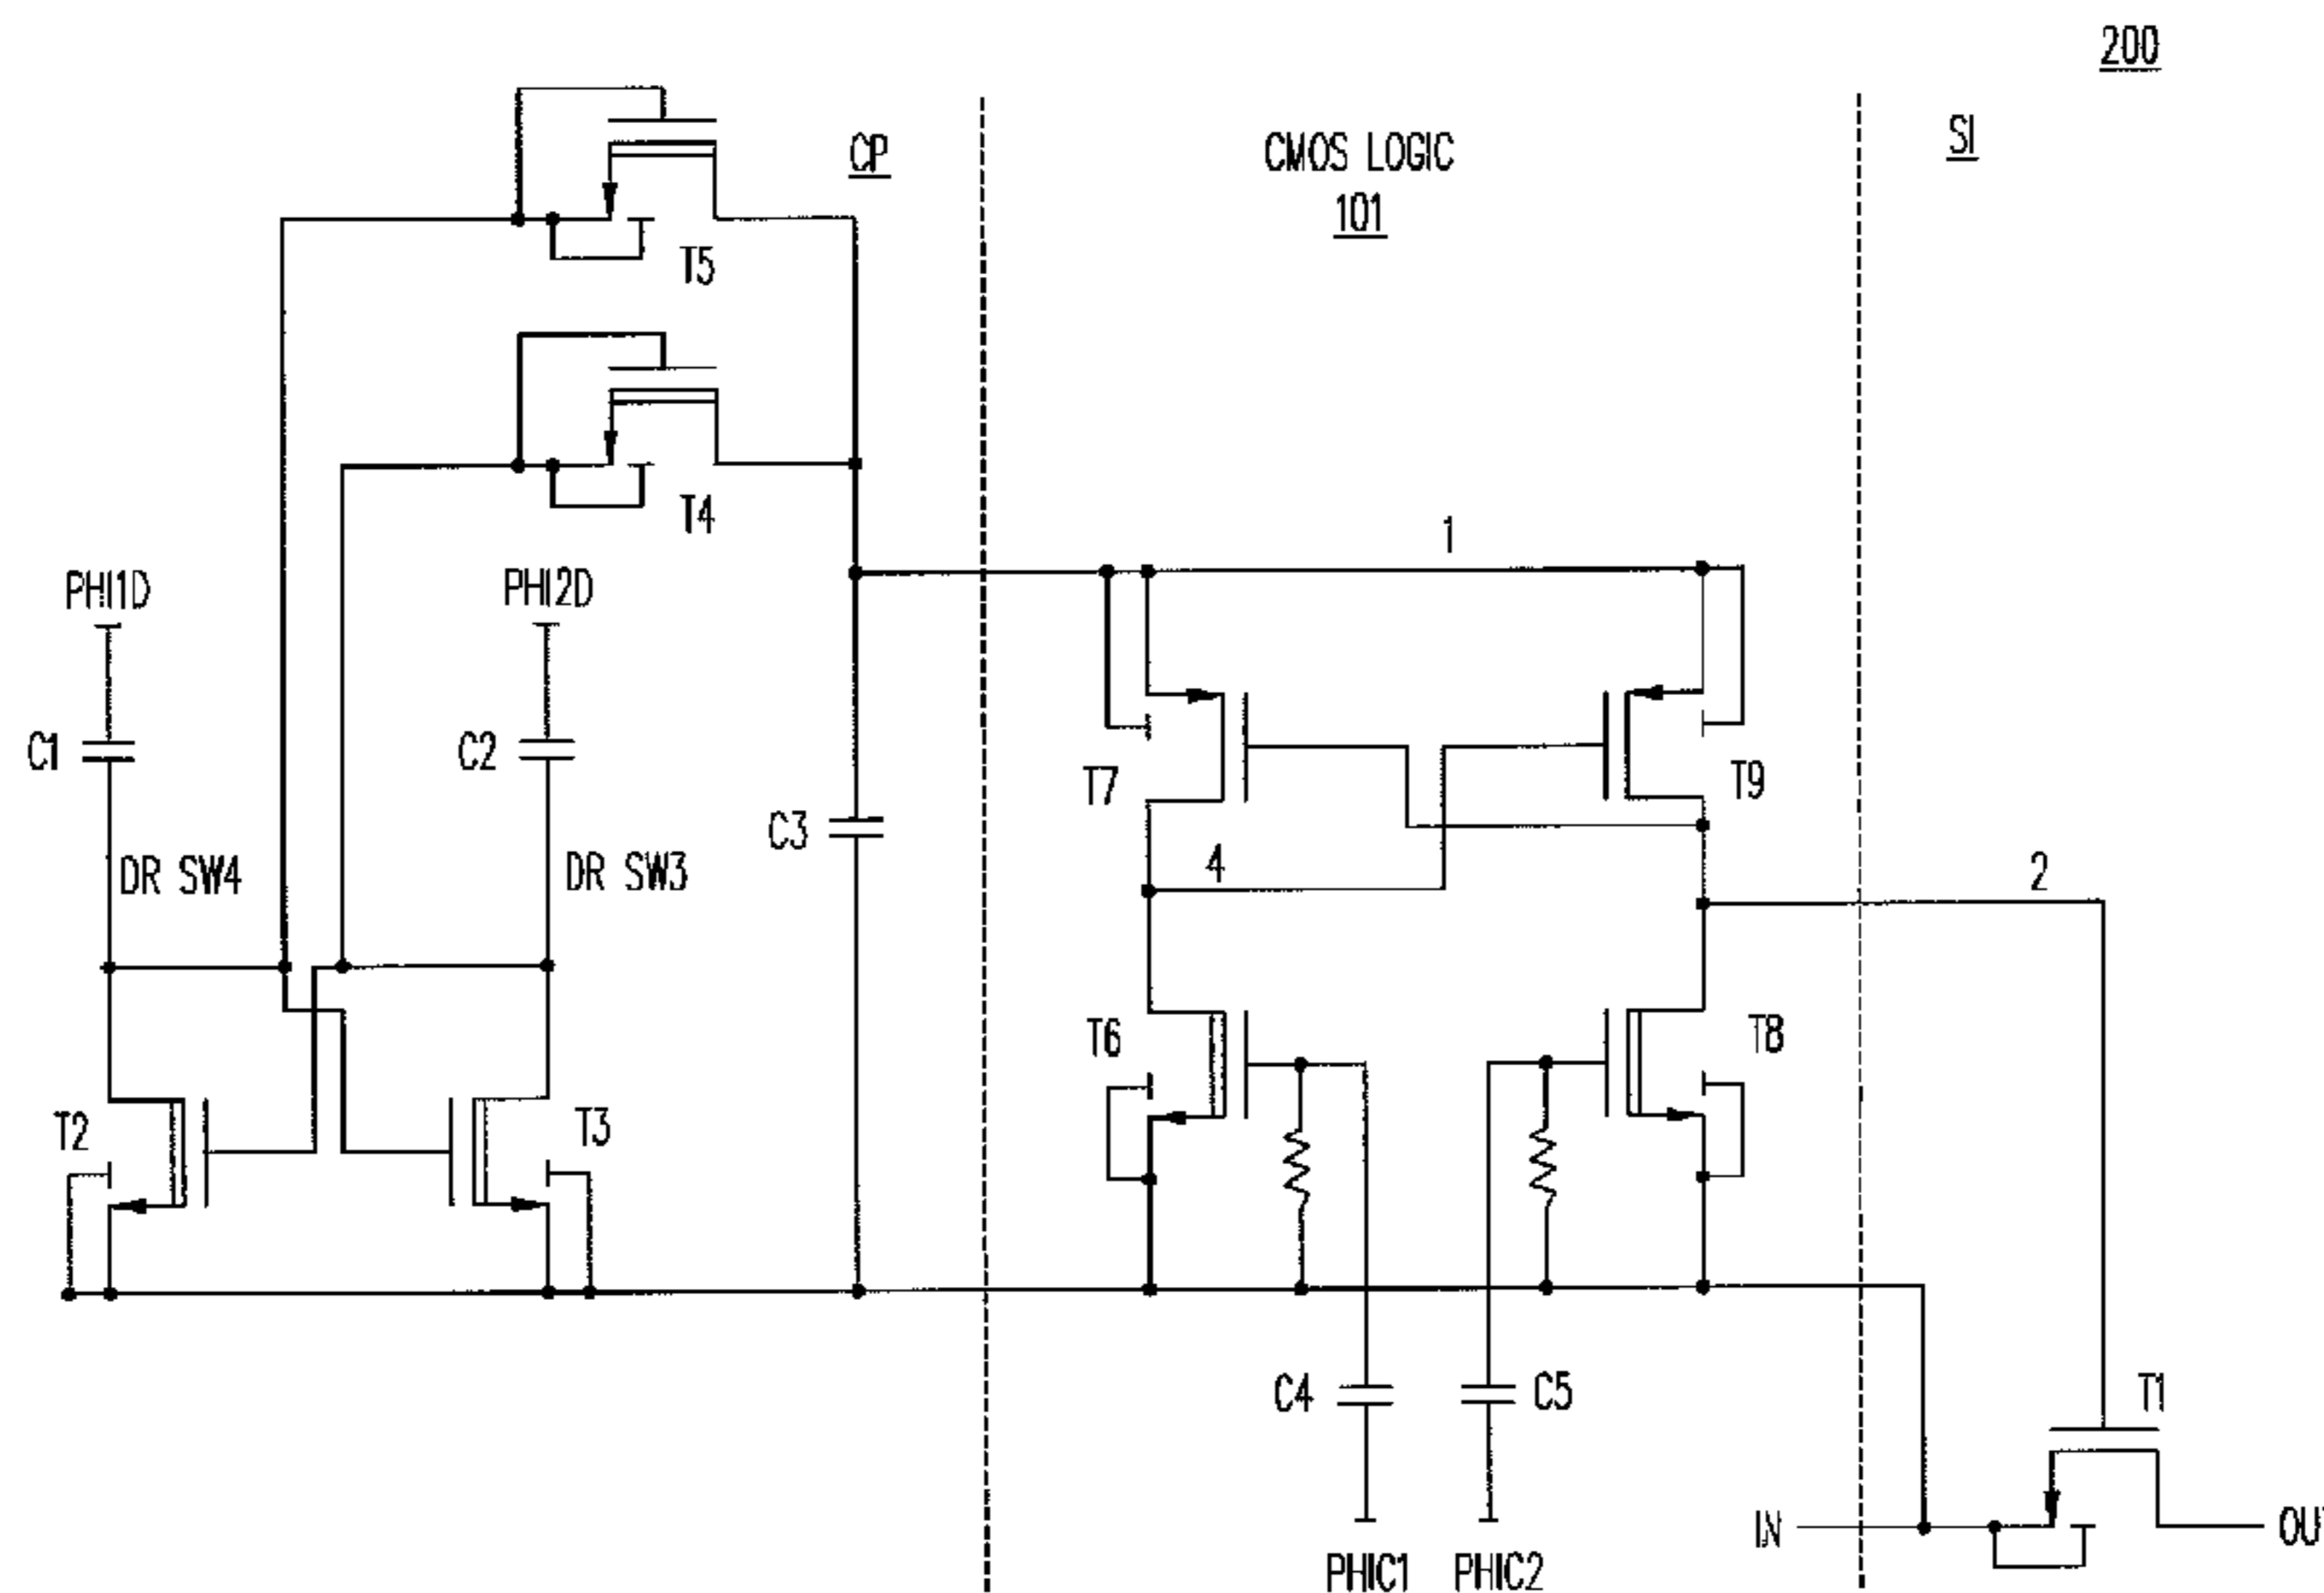 200
CP
CMOS LOGIC
101
SI
T5
T4
1
PHI1D
PHI2D
C1
C2
C3
T7
T9
DR SW4
DR SW3
4
2
T6
T8
T2
T3
C4
C5
T1
IN
OU
PHIC1
PHIC2